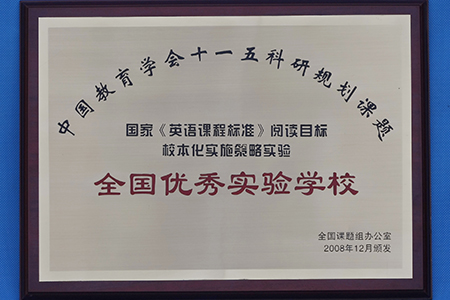 中国教育学会十一五科研规划课题
国家《英语课程标准》阅读目标
校本化实施策略实验
全国优秀实验学校
全国课题组办公室
2008年12月颁发